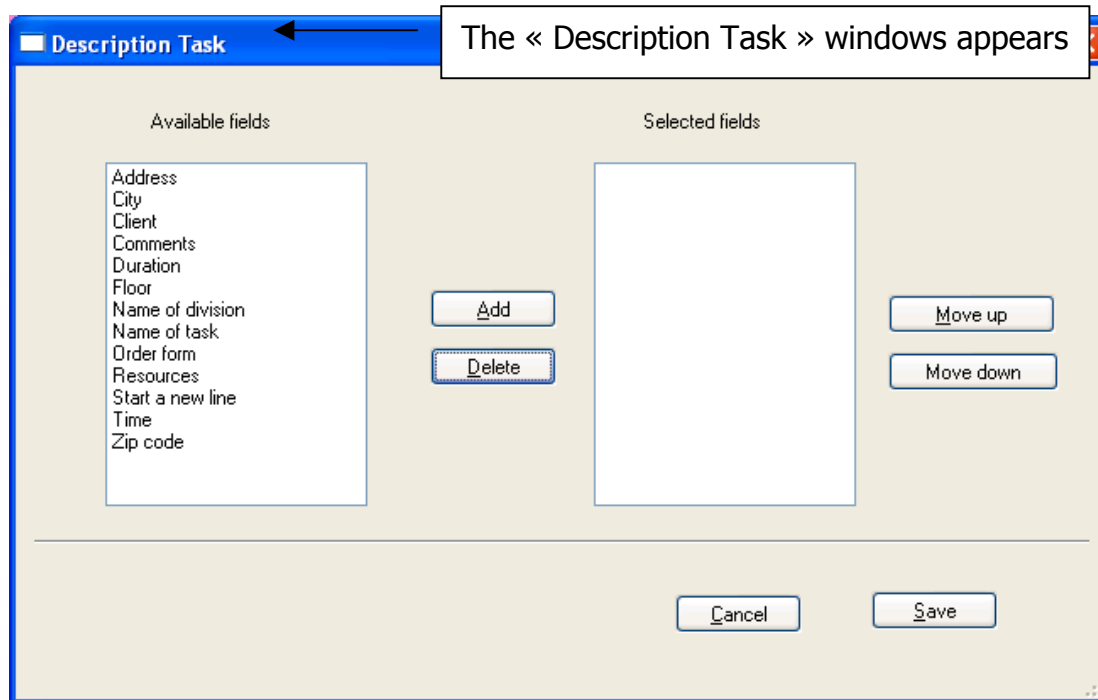 Description Task
The « Description Task » windows appears
Available fields
Selected fields
Address
City
Client
Comments
Duration
Floor
Name of division
Name of task
Order form
Resources
Start a new line
Time
Zip code
Add
Delete
Move up
Move down
Cancel
Save